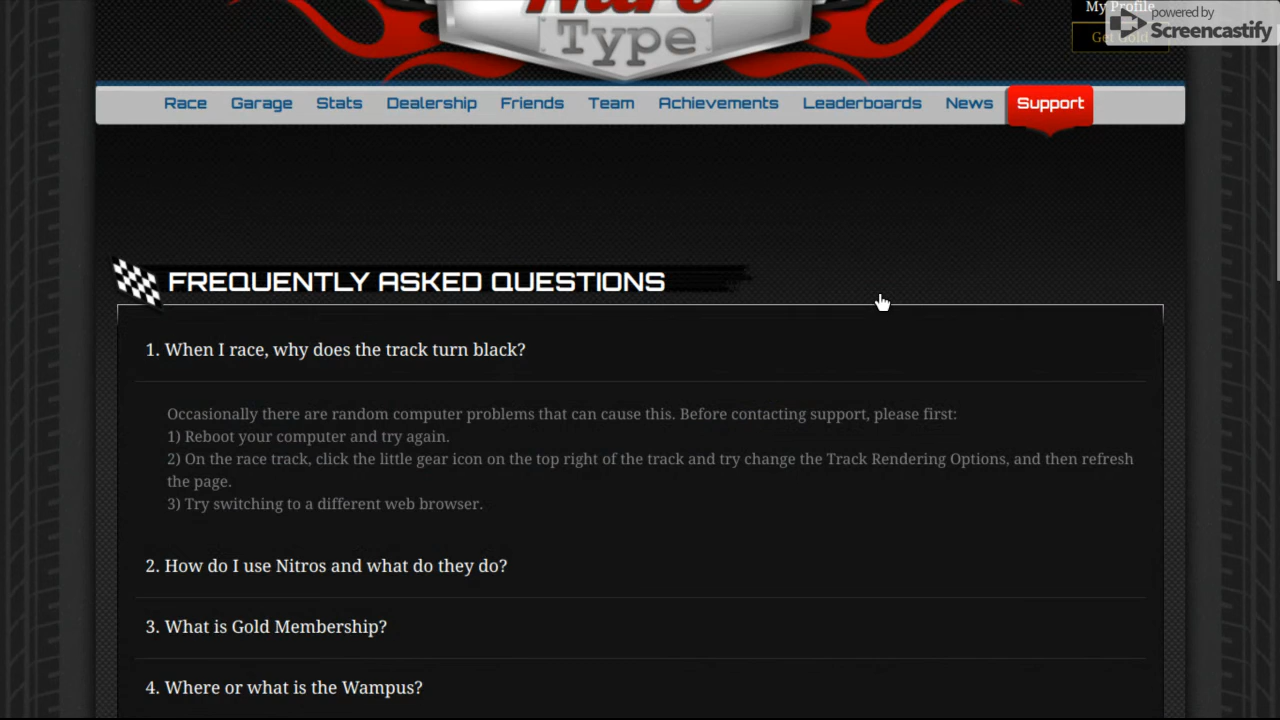 Nitro
Type
My Profile
Get Gold
powered by
Screencastify
Race Garage Stats Dealership Friends Team Achievements Leaderboards News Support
FREQUENTLY ASKED QUESTIONS
1. When I race, why does the track turn black?
Occasionally there are random computer problems that can cause this. Before contacting support, please first:
1) Reboot your computer and try again.
2) On the race track, click the little gear icon on the top right of the track and try change the Track Rendering Options, and then refresh
the page.
3) Try switching to a different web browser.
2. How do I use Nitros and what do they do?
3. What is Gold Membership?
4. Where or what is the Wampus?